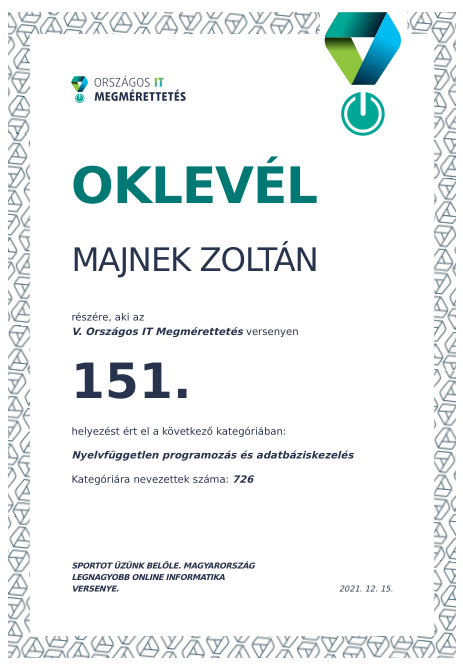 ORSZÁGOS IT
MEGMÉRETTETÉS
OKLEVÉL
MAJNEK ZOLTÁN
részére, aki az
V. Országos IT Megmérettetés versenyen
151.
helyezést ért el a következő kategóriában:
Nyelvfüggetlen programozás és adatbáziskezelés
Kategóriára nevezettek száma: 726
SPORTOT ŰZÜNK BELŐLE. MAGYARORSZÁG
LEGNAGYOBB ONLINE INFORMATIKA
VERSENYE.
2021. 12. 15.